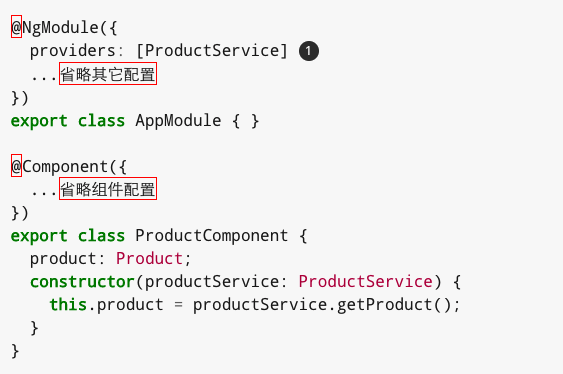 @NgModule({
  providers: [ProductService] 1
  ...省略其它配置
})
export class AppModule { }

@Component({
  ...省略组件配置
})
export class ProductComponent {
  product: Product;
  constructor(productService: ProductService) {
    this.product = productService.getProduct();
  }
}